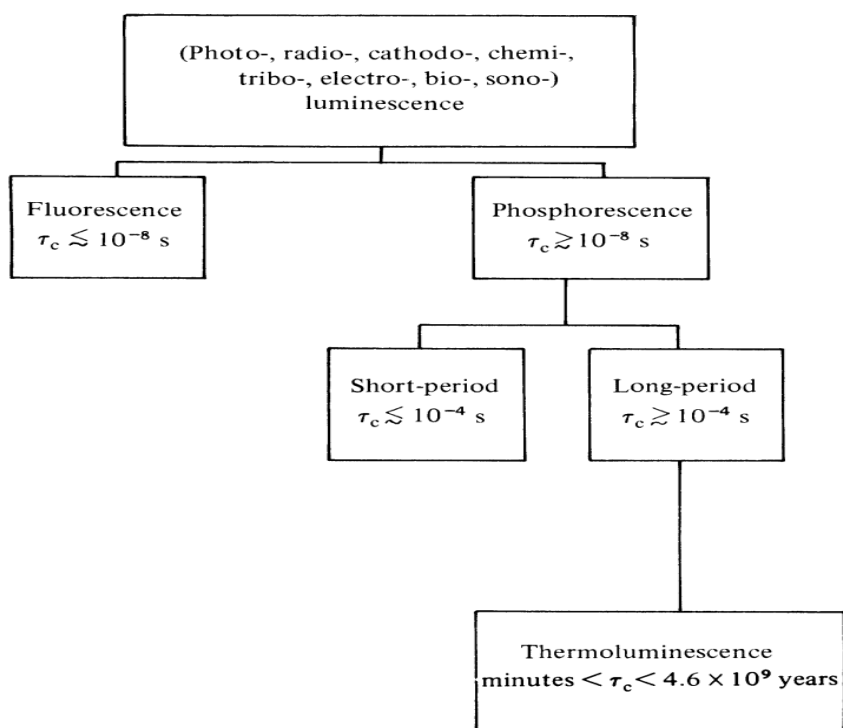 (Photo-, radio-, cathodo-, chemi-,
tribo-, electro-, bio-, sono-)
luminescence
Fluorescence
τc ≲ 10⁻⁸ s
Phosphorescence
τc ≳ 10⁻⁸ s
Short-period
τc ≲ 10⁻⁴ s
Long-period
τc ≳ 10⁻⁴ s
Thermoluminescence
minutes < τc < 4.6 × 10⁹ years